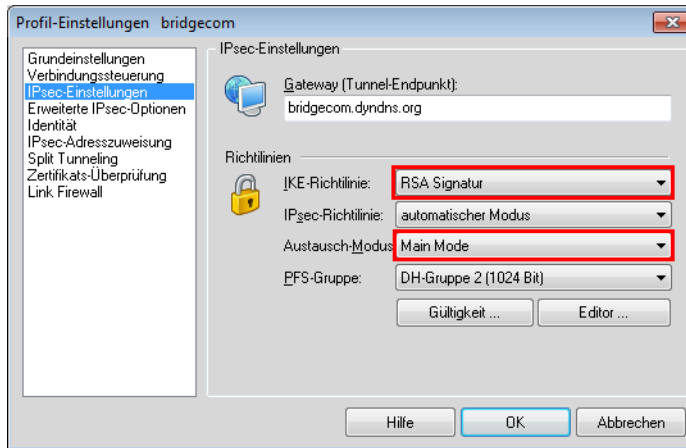 Profil-Einstellungen bridgecom
Grundeinstellungen
Verbindungssteuerung
IPsec-Einstellungen
Erweiterte IPsec-Optionen
Identität
IPsec-Adresszuweisung
Split Tunneling
Zertifikats-Überprüfung
Link Firewall
IPsec-Einstellungen
Gateway (Tunnel-Endpunkt):
bridgecom.dyndns.org
Richtlinien
IKE-Richtlinie: RSA Signatur
IPsec-Richtlinie: automatischer Modus
Austausch-Modus Main Mode
PFS-Gruppe: DH-Gruppe 2 (1024 Bit)
Gültigkeit ... Editor ...
Hilfe OK Abbrechen